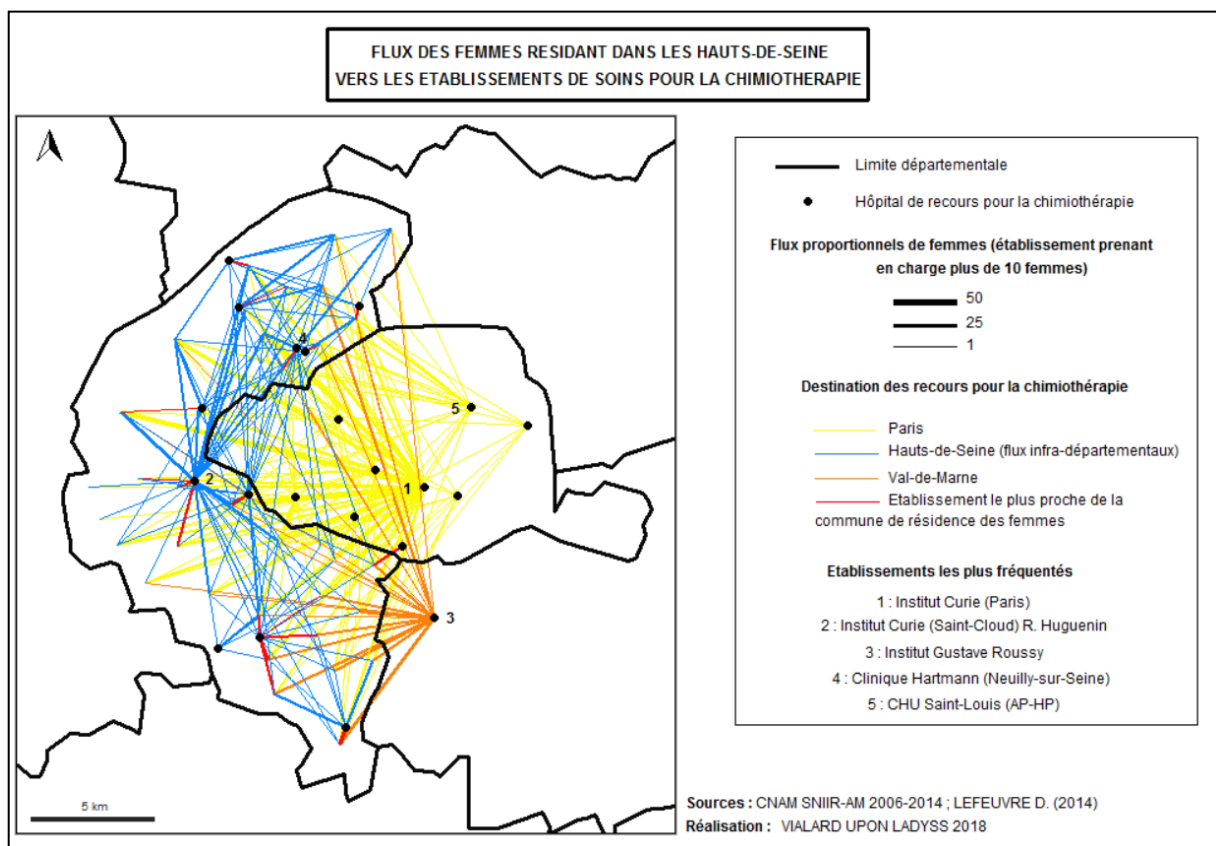 FLUX DES FEMMES RESIDANT DANS LES HAUTS-DE-SEINE
VERS LES ETABLISSEMENTS DE SOINS POUR LA CHIMIOTHERAPIE
Limite départementale
Hôpital de recours pour la chimiothérapie
Flux proportionnels de femmes (établissement prenant
en charge plus de 10 femmes)
50
25
1
Destination des recours pour la chimiothérapie
Paris
Hauts-de-Seine (flux infra-départementaux)
Val-de-Marne
Etablissement le plus proche de la
commune de résidence des femmes
Etablissements les plus fréquentés
1 : Institut Curie (Paris)
2 : Institut Curie (Saint-Cloud) R. Huguenin
3 : Institut Gustave Roussy
4 : Clinique Hartmann (Neuilly-sur-Seine)
5 : CHU Saint-Louis (AP-HP)
4
5
2
1
3
5 km
Sources : CNAM SNIIR-AM 2006-2014 ; LEFEUVRE D. (2014)
Réalisation : VIALARD UPON LADYSS 2018